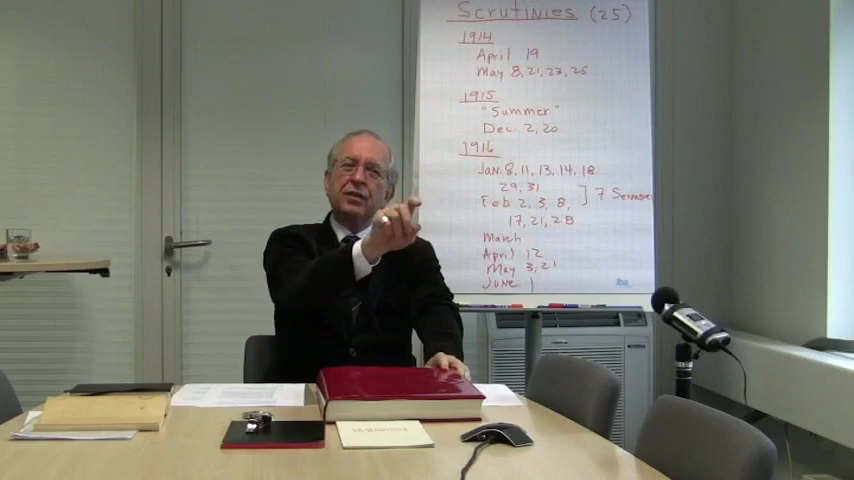 Scrutinies (25)
1914
April 19
May 8, 21, 23, 25
1915
"Summer"
Dec. 2, 20
1916
Jan. 8, 11, 13, 14, 18
29, 31
Feb 2, 3, 8,
17, 21, 28
] 7 Sermons
March
April 12
May 3, 21
June 1